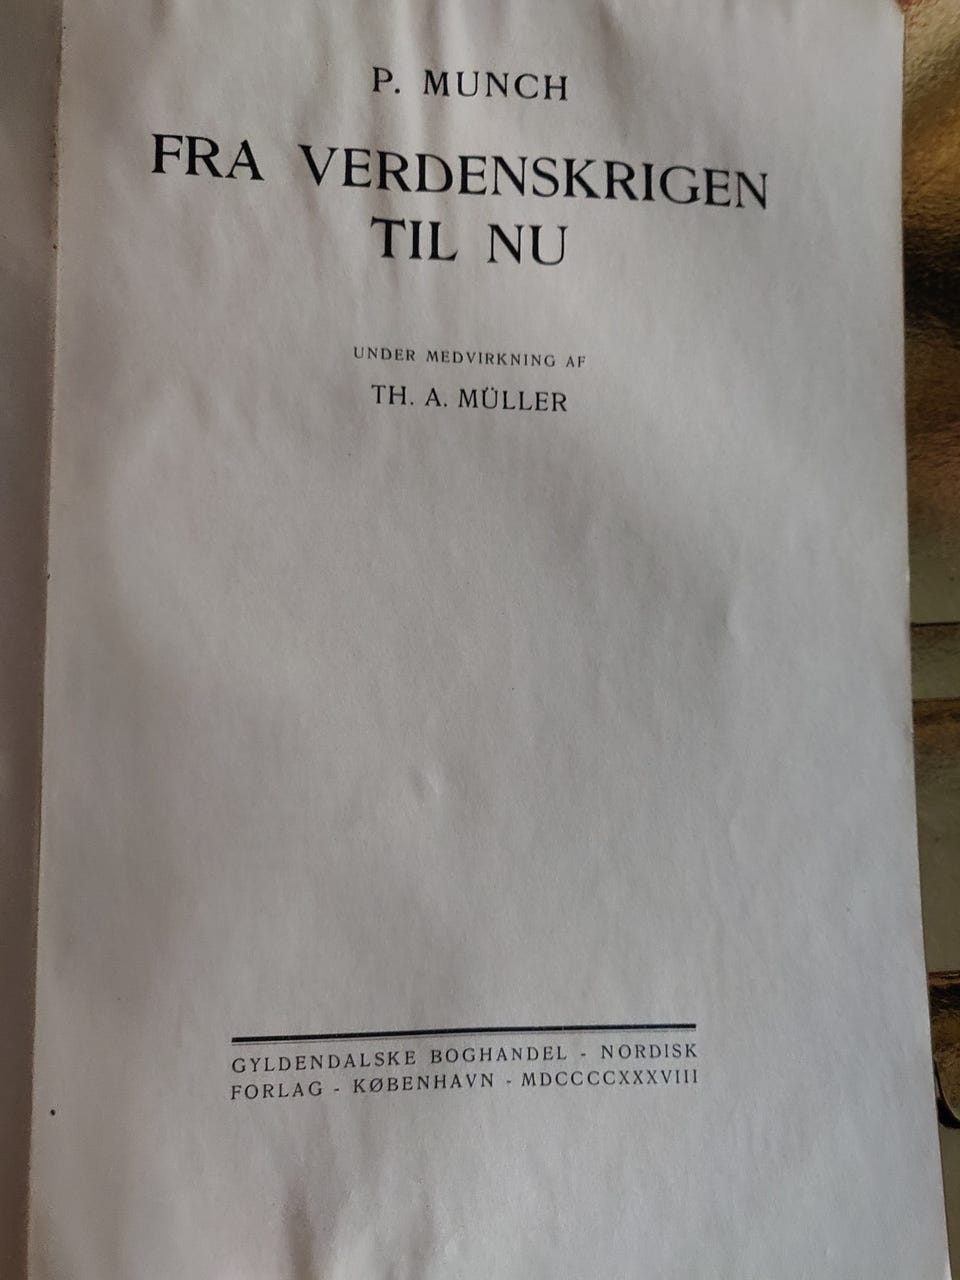 P. MUNCH
FRA VERDENSKRIGEN
TIL NU
UNDER MEDVIRKNING AF
TH. A. MÜLLER
GYLDENDALSKE BOGHANDEL - NORDISK
FORLAG - KØBENHAVN - MDCCCCXXXVIII